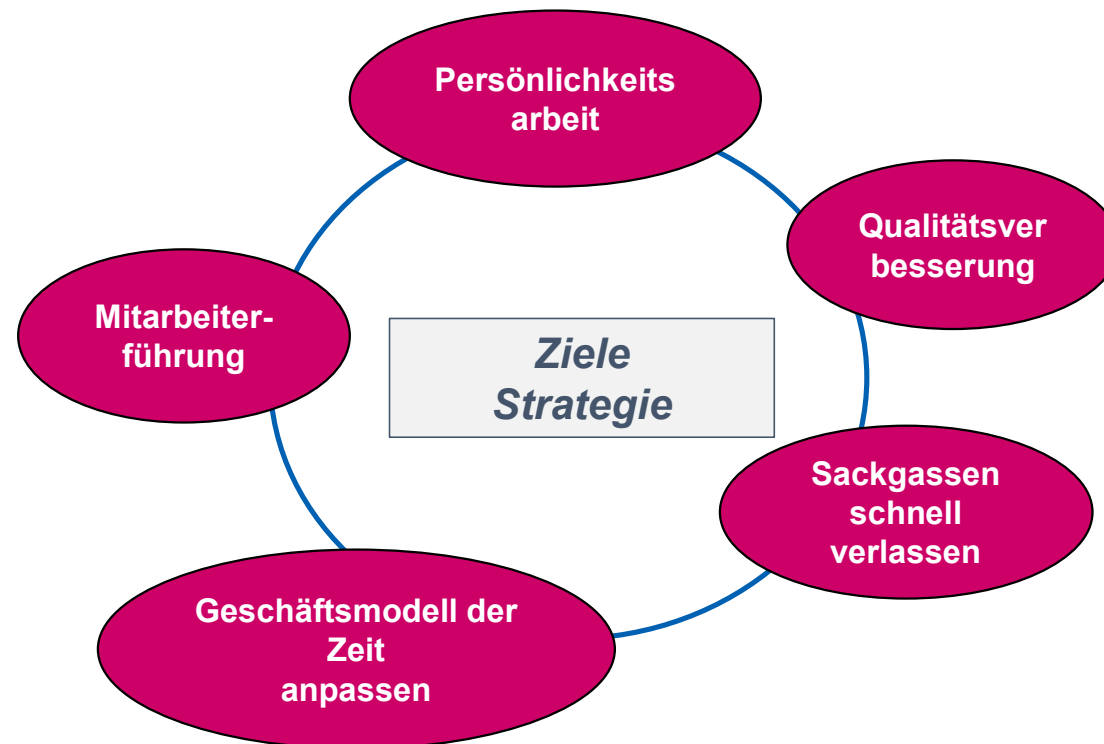 Persönlichkeits
arbeit
Qualitätsver
besserung
Mitarbeiter-
führung
Ziele
Strategie
Sackgassen
schnell
verlassen
Geschäftsmodell der
Zeit
anpassen